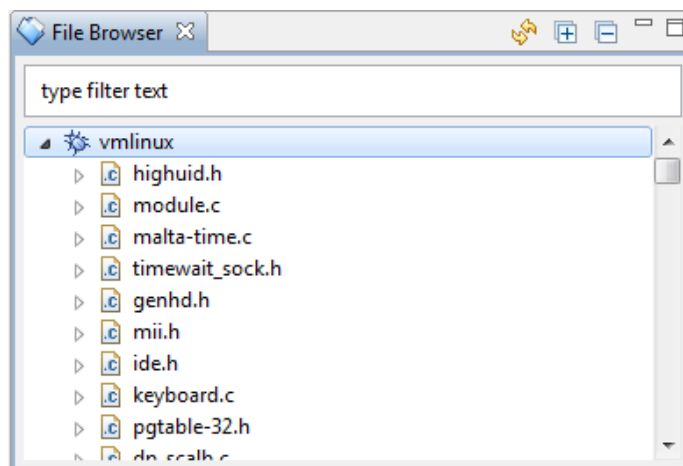 File Browser
type filter text
vmlinux
.c highuid.h
.c module.c
.c malta-time.c
.c timewait_sock.h
.c genhd.h
.c mii.h
.c ide.h
.c keyboard.c
.c pgtable-32.h